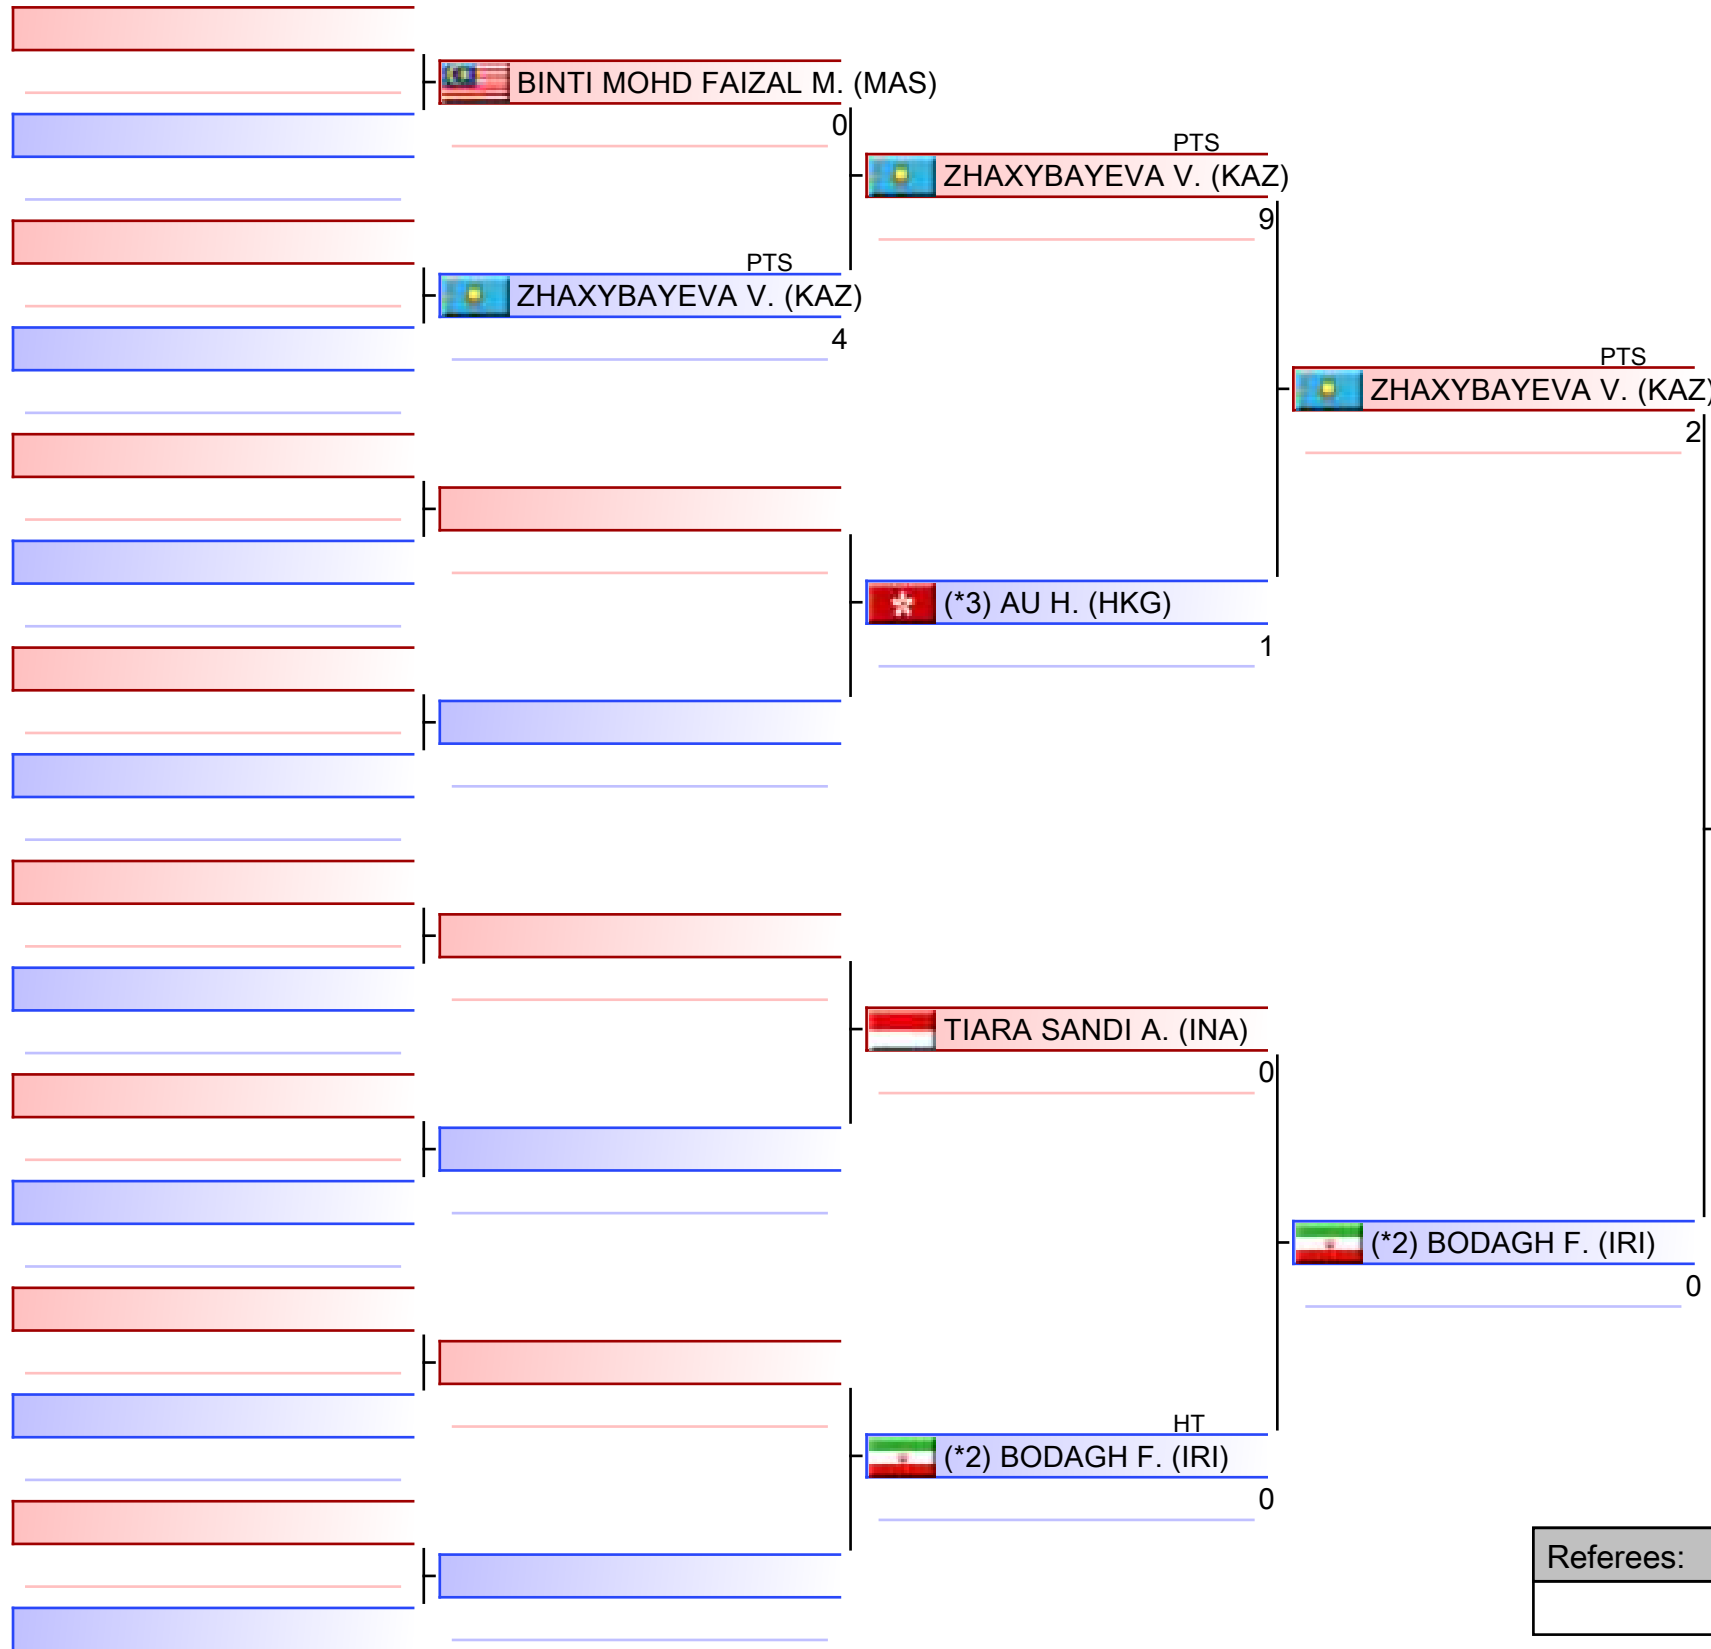 BINTI MOHD FAIZAL M. (MAS)
0
PTS
ZHAXYBAYEVA V. (KAZ)
4
PTS
ZHAXYBAYEVA V. (KAZ)
9
(*3) AU H. (HKG)
1
TIARA SANDI A. (INA)
0
HT
(*2) BODAGH F. (IRI)
0
PTS
ZHAXYBAYEVA V. (KAZ)
2
(*2) BODAGH F. (IRI)
0
Referees: